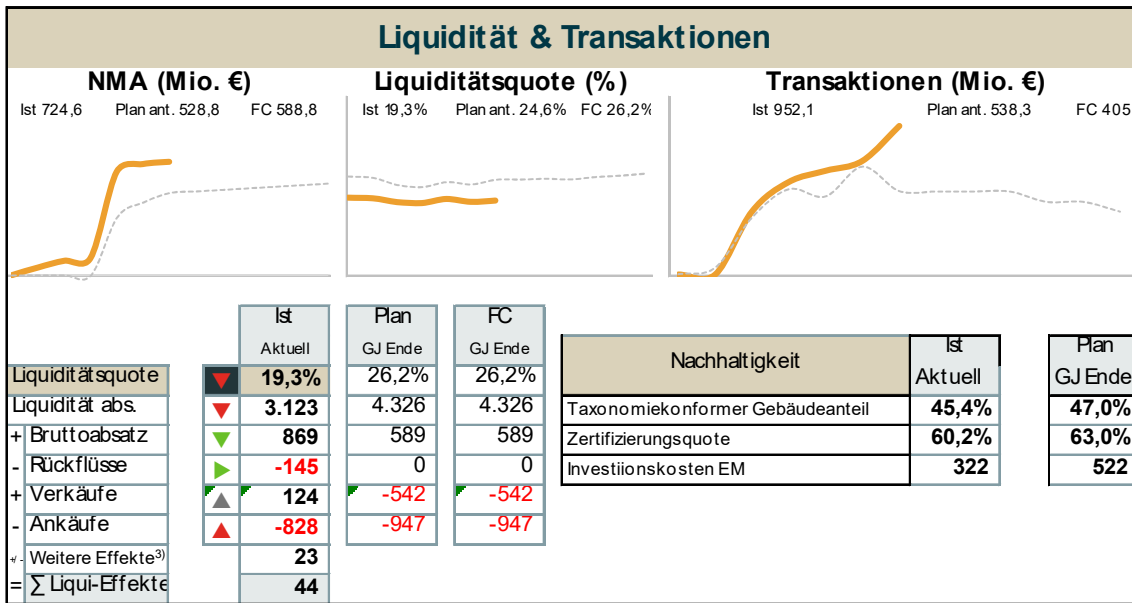 Liquidität & Transaktionen
NMA (Mio. €) Liquiditätsquote (%) Transaktionen (Mio. €)
Ist 724,6 Plan ant. 528,8 FC 588,8 Ist 19,3% Plan ant. 24,6% FC 26,2% Ist 952,1 Plan ant. 538,3 FC 405
Ist Plan FC
Aktuell GJ Ende GJ Ende
Liquiditätsquote 19,3% 26,2% 26,2%
Liquidität abs. 3.123 4.326 4.326
+ Bruttoabsatz 869 589 589
- Rückflüsse -145 0 0
+ Verkäufe 124 -542 -542
- Ankäufe -828 -947 -947
+/- Weitere Effekte³⁾ 23
= ∑ Liqui-Effekte 44
Nachhaltigkeit Ist Plan
Aktuell GJ Ende
Taxonomiekonformer Gebäudeanteil 45,4% 47,0%
Zertifizierungsquote 60,2% 63,0%
Investiionskosten EM 322 522